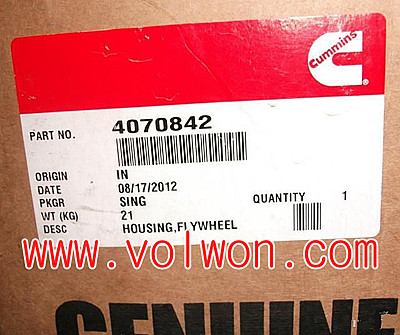 Cummins
PART NO. 4070842
ORIGIN IN
DATE 08/17/2012
PKGR SING
WT (KG) 21
QUANTITY 1
DESC HOUSING,FLYWHEEL
www.volwon.com
GENUINE